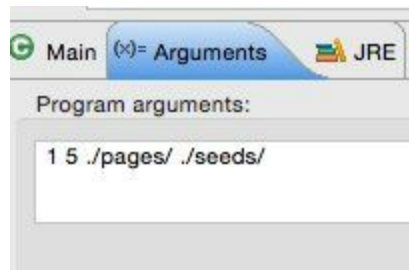 Main (x)= Arguments JRE
Program arguments:
1 5 ./pages/ ./seeds/